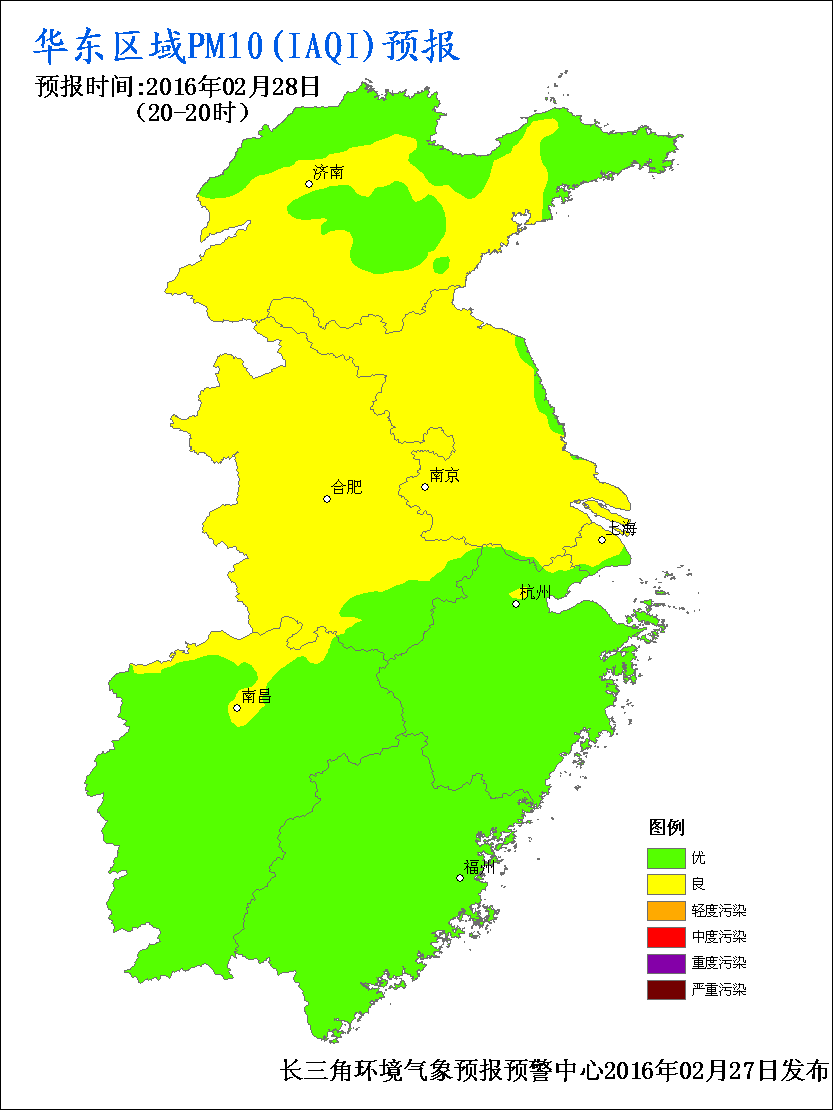 华东区域PM10(IAQI)预报
预报时间:2016年02月28日
(20-20时)
济南
南京
合肥
上海
杭州
南昌
福州
图例
优
良
轻度污染
中度污染
重度污染
严重污染
长三角环境气象预报预警中心2016年02月27日发布